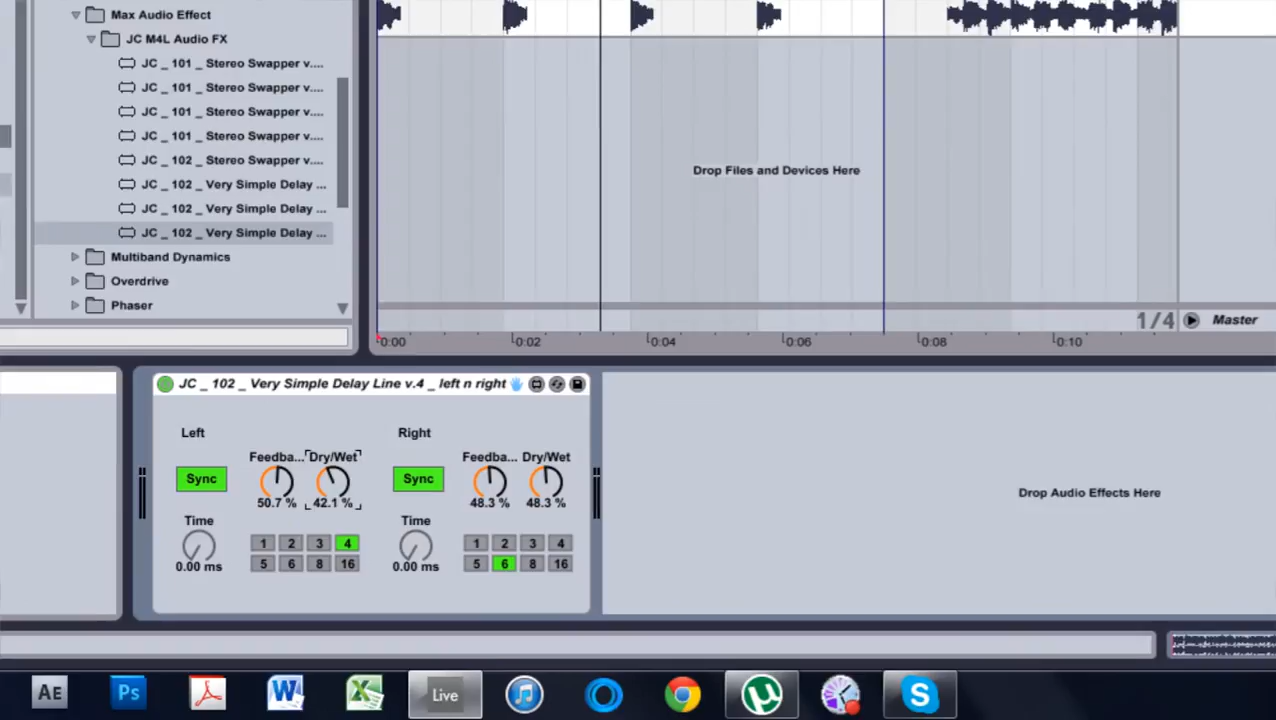 Max Audio Effect
JC M4L Audio FX
JC _ 101 _ Stereo Swapper v....
JC _ 101 _ Stereo Swapper v....
JC _ 101 _ Stereo Swapper v....
JC _ 101 _ Stereo Swapper v....
JC _ 102 _ Stereo Swapper v....
JC _ 102 _ Very Simple Delay ...
JC _ 102 _ Very Simple Delay ...
JC _ 102 _ Very Simple Delay ...
Multiband Dynamics
Overdrive
Phaser
Drop Files and Devices Here
1/4 Master
0:00 0:02 0:04 0:06 0:08 0:10
JC _ 102 _ Very Simple Delay Line v.4 _ left n right
Left Right
Feedba... Dry/Wet Feedba... Dry/Wet
Sync Sync
50.7 % 42.1 % 48.3 % 48.3 %
Time Time
1 2 3 4 1 2 3 4
0.00 ms 5 6 8 16 0.00 ms 5 6 8 16
Drop Audio Effects Here
AE Ps W X Live S